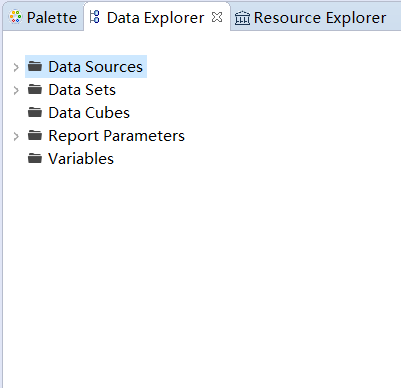 Palette Data Explorer Resource Explorer
Data Sources
Data Sets
Data Cubes
Report Parameters
Variables